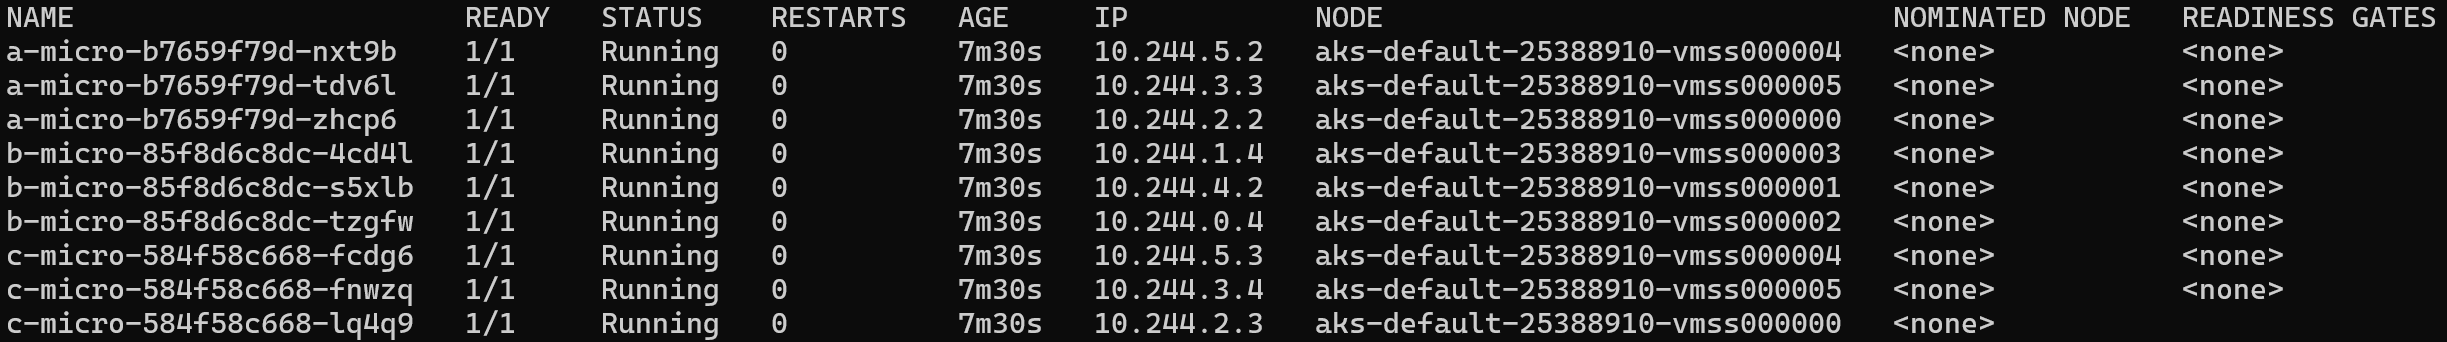 NAME                       READY   STATUS    RESTARTS   AGE     IP           NODE                              NOMINATED NODE   READINESS GATES
a-micro-b7659f79d-nxt9b    1/1     Running   0          7m30s   10.244.5.2   aks-default-25388910-vmss000004   <none>           <none>
a-micro-b7659f79d-tdv6l    1/1     Running   0          7m30s   10.244.3.3   aks-default-25388910-vmss000005   <none>           <none>
a-micro-b7659f79d-zhcp6    1/1     Running   0          7m30s   10.244.2.2   aks-default-25388910-vmss000000   <none>           <none>
b-micro-85f8d6c8dc-4cd4l   1/1     Running   0          7m30s   10.244.1.4   aks-default-25388910-vmss000003   <none>           <none>
b-micro-85f8d6c8dc-s5xlb   1/1     Running   0          7m30s   10.244.4.2   aks-default-25388910-vmss000001   <none>           <none>
b-micro-85f8d6c8dc-tzgfw   1/1     Running   0          7m30s   10.244.0.4   aks-default-25388910-vmss000002   <none>           <none>
c-micro-584f58c668-fcdg6   1/1     Running   0          7m30s   10.244.5.3   aks-default-25388910-vmss000004   <none>           <none>
c-micro-584f58c668-fnwzq   1/1     Running   0          7m30s   10.244.3.4   aks-default-25388910-vmss000005   <none>           <none>
c-micro-584f58c668-lq4q9   1/1     Running   0          7m30s   10.244.2.3   aks-default-25388910-vmss000000   <none>